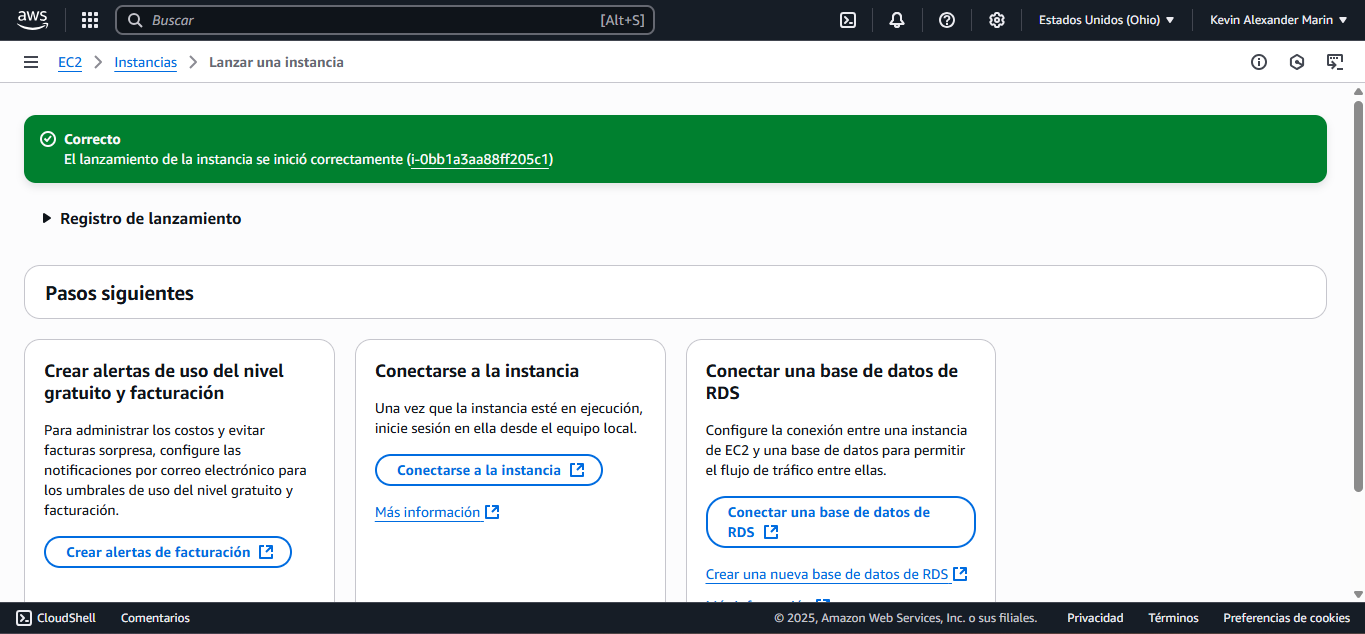 aws
Buscar [Alt+S]
Estados Unidos (Ohio) Kevin Alexander Marin
EC2 Instancias Lanzar una instancia
Correcto
El lanzamiento de la instancia se inició correctamente (i-0bb1a3aa88ff205c1)
Registro de lanzamiento
Pasos siguientes
Crear alertas de uso del nivel
gratuito y facturación
Para administrar los costos y evitar
facturas sorpresa, configure las
notificaciones por correo electrónico para
los umbrales de uso del nivel gratuito y
facturación.
Crear alertas de facturación
Conectarse a la instancia
Una vez que la instancia esté en ejecución,
inicie sesión en ella desde el equipo local.
Conectarse a la instancia
Más información
Conectar una base de datos de
RDS
Configure la conexión entre una instancia
de EC2 y una base de datos para permitir
el flujo de tráfico entre ellas.
Conectar una base de datos de
RDS
Crear una nueva base de datos de RDS
CloudShell Comentarios © 2025, Amazon Web Services, Inc. o sus filiales. Privacidad Términos Preferencias de cookies